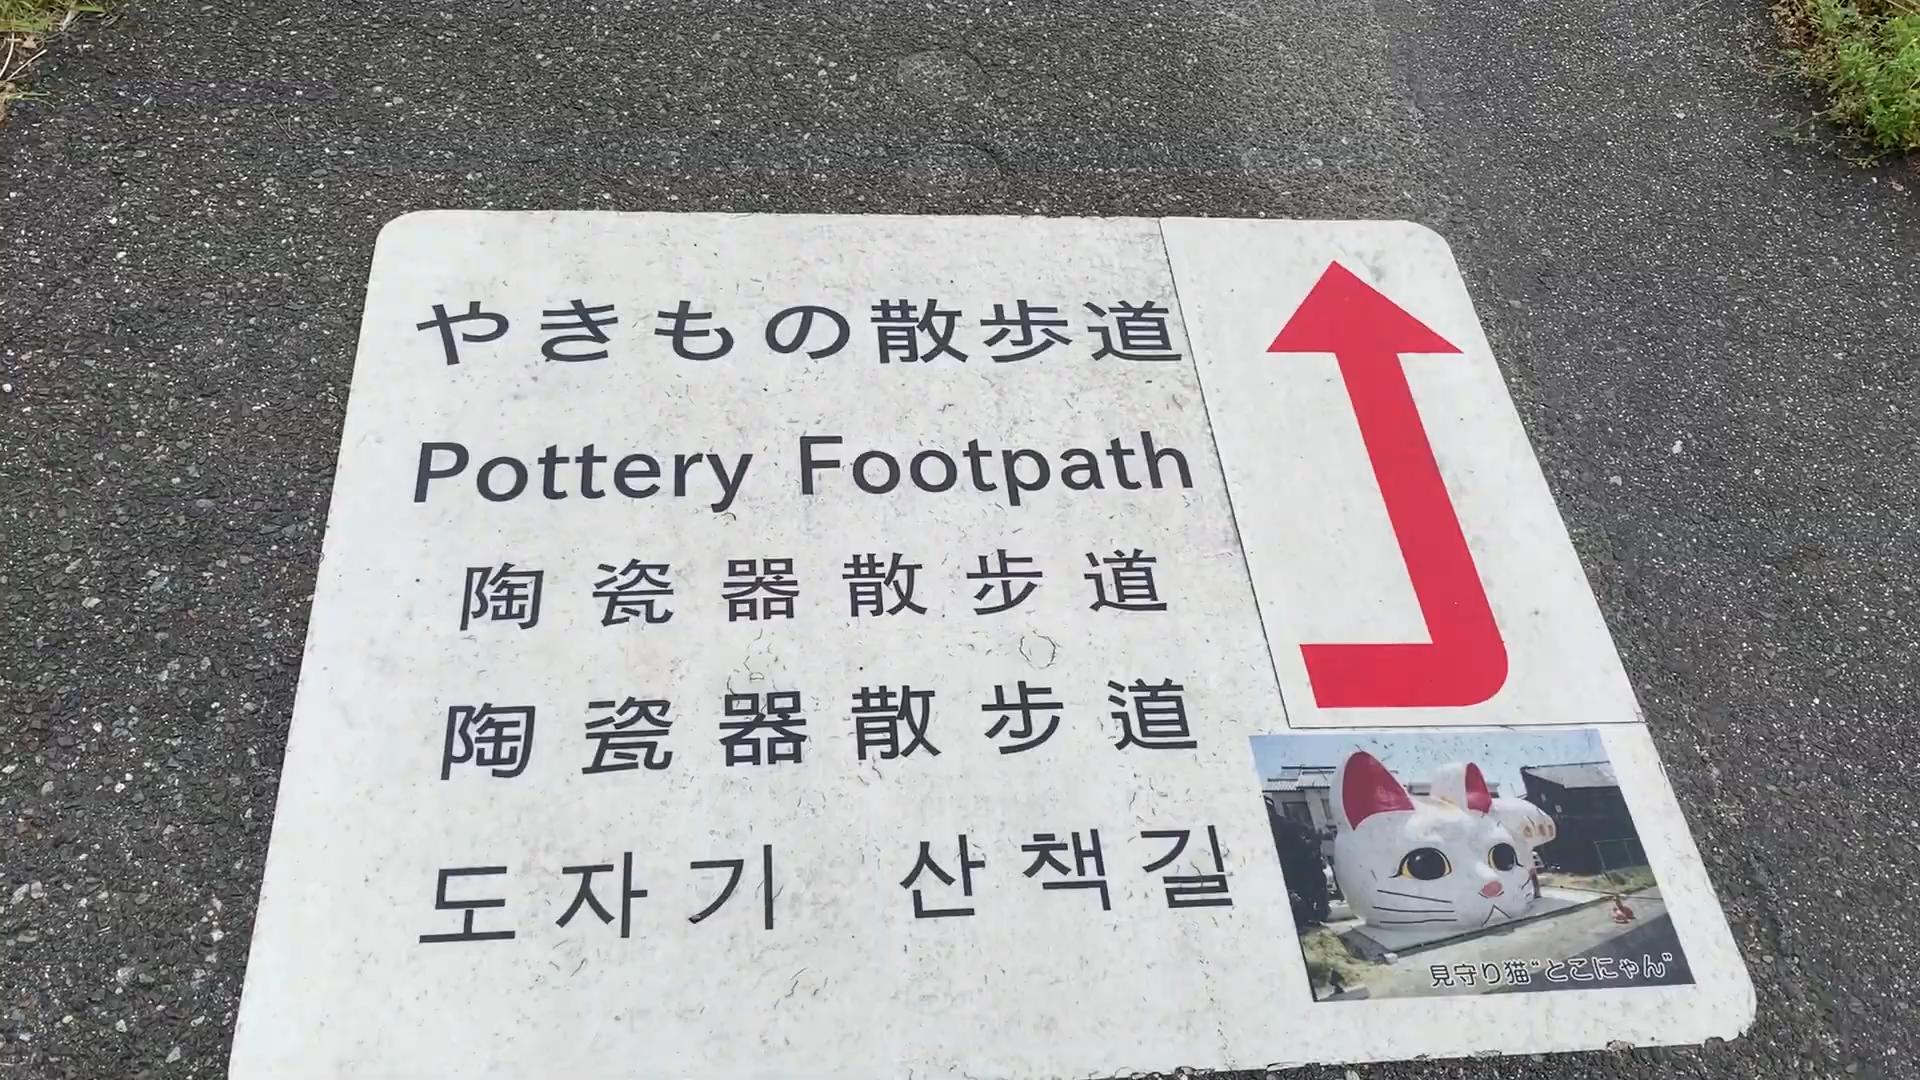 やきもの散歩道
Pottery Footpath
陶瓷器散步道
陶瓷器散步道
도자기 산책길
見守り猫“とこにゃん”